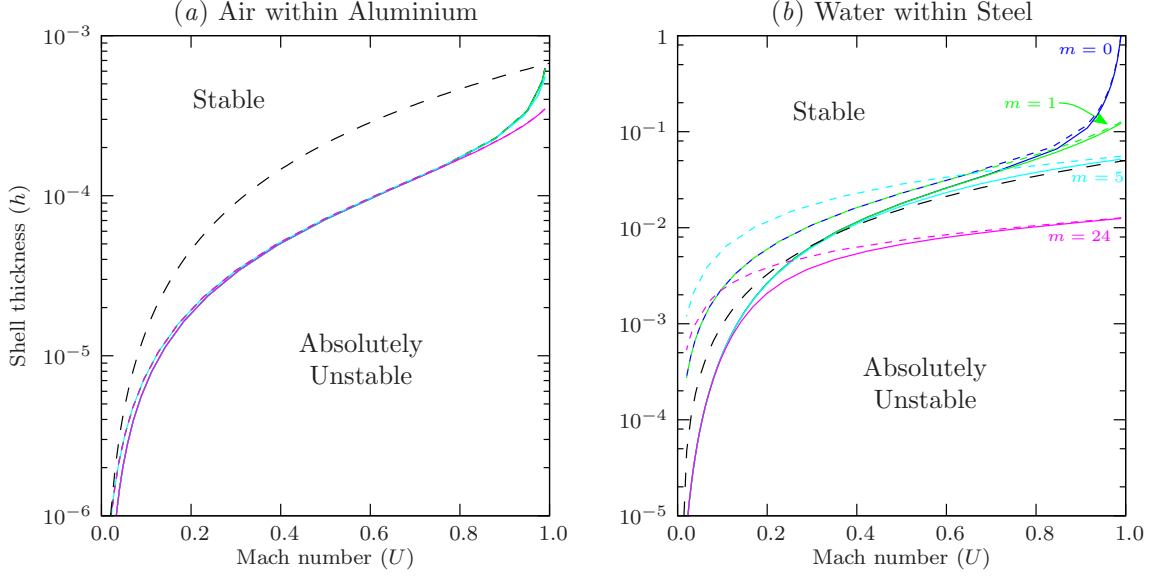 (a) Air within Aluminium
10⁻³
10⁻⁴
10⁻⁵
10⁻⁶
Shell thickness (h)
Stable
Absolutely
Unstable
0.0 0.2 0.4 0.6 0.8 1.0
Mach number (U)
(b) Water within Steel
1
10⁻¹
10⁻²
10⁻³
10⁻⁴
10⁻⁵
m = 0
m = 1
Stable
m = 5
m = 24
Absolutely
Unstable
0.0 0.2 0.4 0.6 0.8 1.0
Mach number (U)